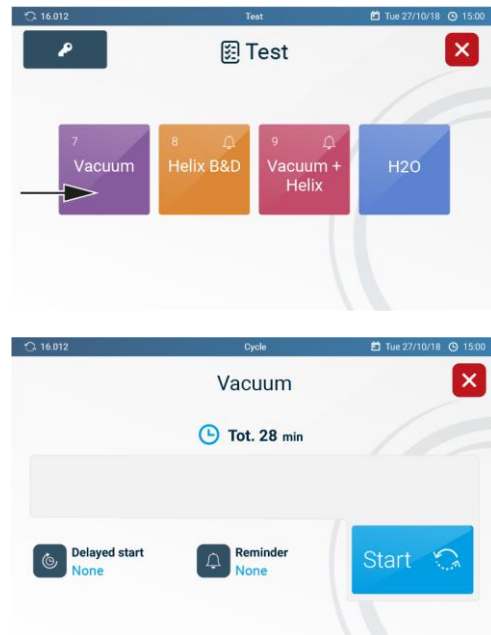 16.012 Test Tue 27/10/18 15:00
Test
7 8 9
Vacuum Helix B&D Vacuum + H2O
Helix
16.012 Cycle Tue 27/10/18 15:00
Vacuum
Tot. 28 min
Delayed start Reminder Start
None None